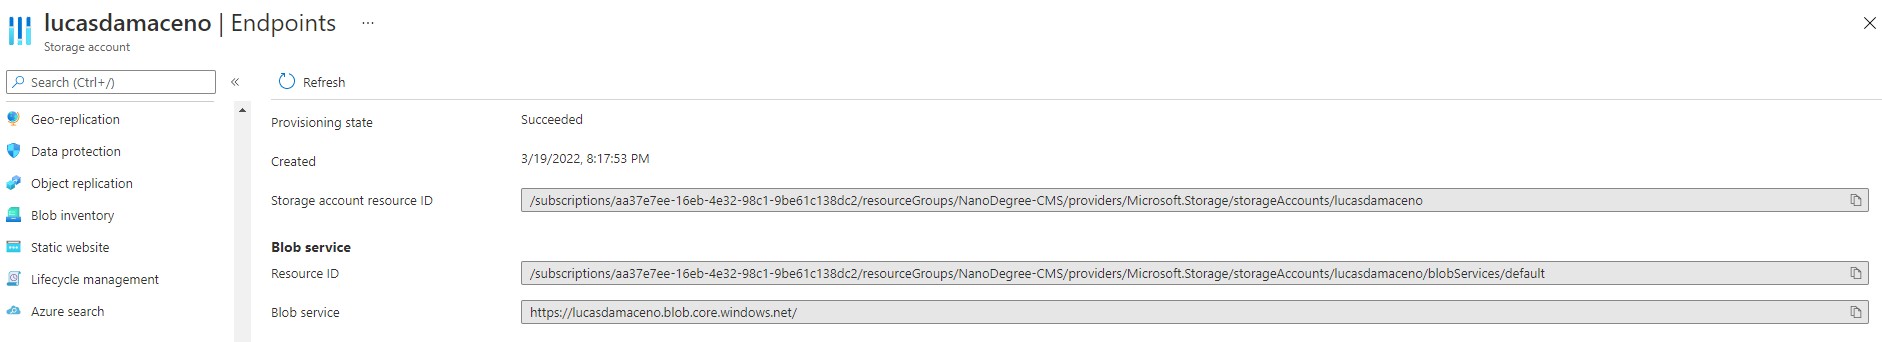 lucasdamaceno | Endpoints ...
Storage account
Search (Ctrl+/)
«
Refresh
Geo-replication
Data protection
Object replication
Blob inventory
Static website
Lifecycle management
Azure search
Provisioning state Succeeded
Created 3/19/2022, 8:17:53 PM
Storage account resource ID /subscriptions/aa37e7ee-16eb-4e32-98c1-9be61c138dc2/resourceGroups/NanoDegree-CMS/providers/Microsoft.Storage/storageAccounts/lucasdamaceno
Blob service
Resource ID /subscriptions/aa37e7ee-16eb-4e32-98c1-9be61c138dc2/resourceGroups/NanoDegree-CMS/providers/Microsoft.Storage/storageAccounts/lucasdamaceno/blobServices/default
Blob service https://lucasdamaceno.blob.core.windows.net/